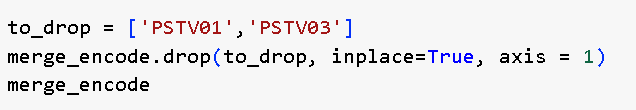 to_drop = ['PSTV01','PSTV03']
merge_encode.drop(to_drop, inplace=True, axis = 1)
merge_encode